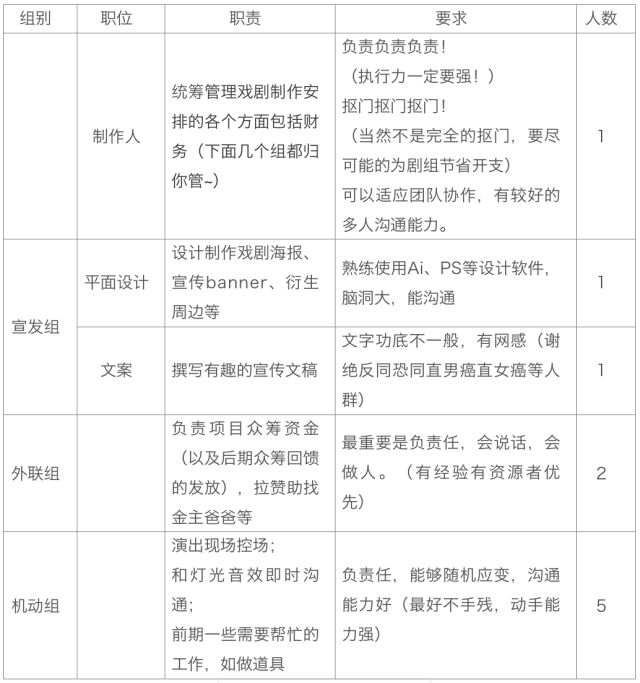 组别 职位 职责 要求 人数
制作人
统筹管理戏剧制作安
排的各个方面包括财
务（下面几个组都归
你管~）
负责负责负责！
（执行力一定要强！）
抠门抠门抠门！
（当然不是完全的抠门，要尽
可能的为剧组节省开支）
可以适应团队协作，有较好的
多人沟通能力。
1
宣发组
平面设计
设计制作戏剧海报、
宣传banner、衍生
周边等
熟练使用Ai、PS等设计软件，
脑洞大，能沟通
1
文案
撰写有趣的宣传文稿
文字功底不一般，有网感（谢
绝反同恐同直男癌直女癌等人
群）
1
外联组
负责项目众筹资金
（以及后期众筹回馈
的发放），拉赞助找
金主爸爸等
最重要是负责任，会说话，会
做人。（有经验有资源者优
先）
2
机动组
演出现场控场；
和灯光音效即时沟
通；
前期一些需要帮忙的
工作，如做道具
负责任，能够随机应变，沟通
能力好（最好不手残，动手能
力强）
5